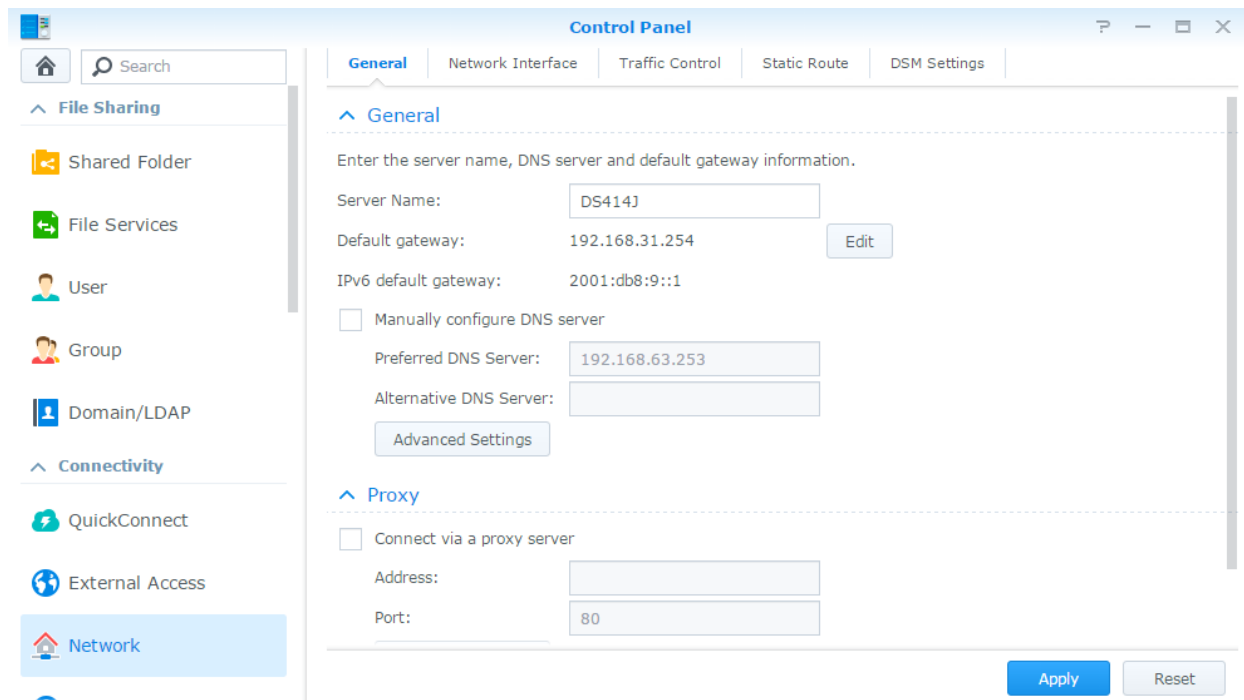 Control Panel
Search
General Network Interface Traffic Control Static Route DSM Settings
File Sharing
Shared Folder
File Services
User
Group
Domain/LDAP
Connectivity
QuickConnect
External Access
Network
General
Enter the server name, DNS server and default gateway information.
Server Name: DS414J
Default gateway: 192.168.31.254 Edit
IPv6 default gateway: 2001:db8:9::1
Manually configure DNS server
Preferred DNS Server: 192.168.63.253
Alternative DNS Server:
Advanced Settings
Proxy
Connect via a proxy server
Address:
Port: 80
Apply Reset